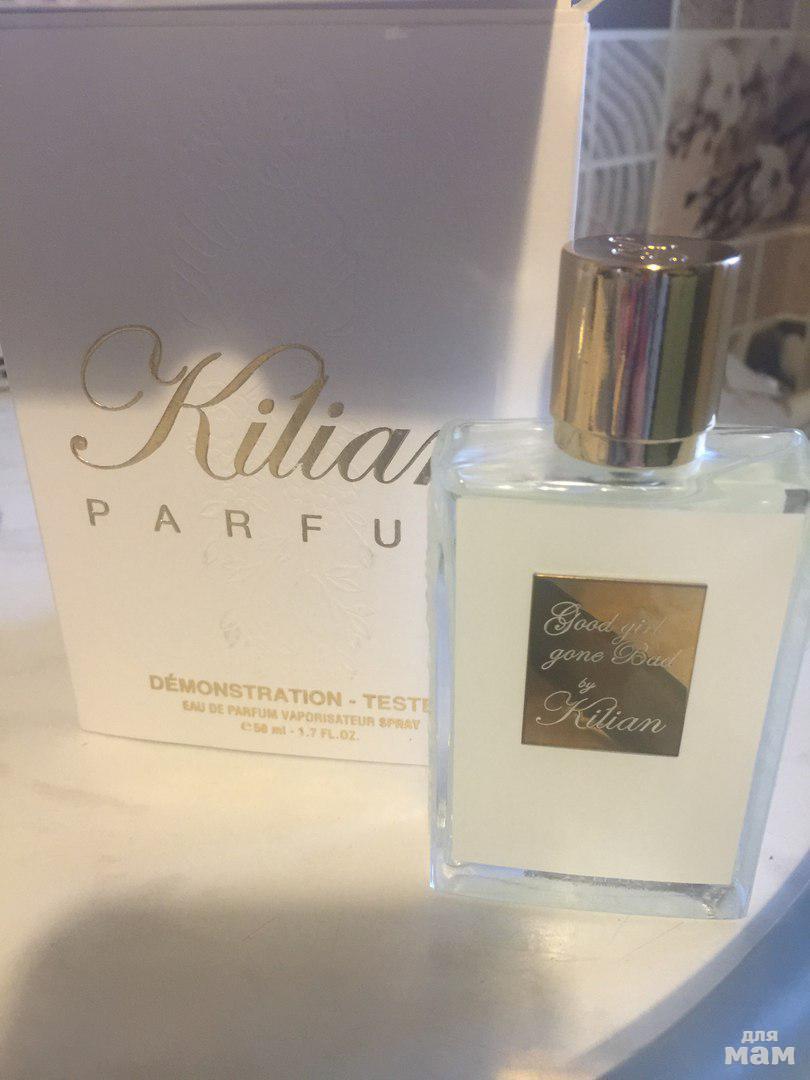 Kilian
PARFU
DÉMONSTRATION - TESTE
EAU DE PARFUM VAPORISATEUR SPRAY
e 50 ml - 1.7 FL.OZ.
Good girl
gone Bad
by
Kilian
для
мам